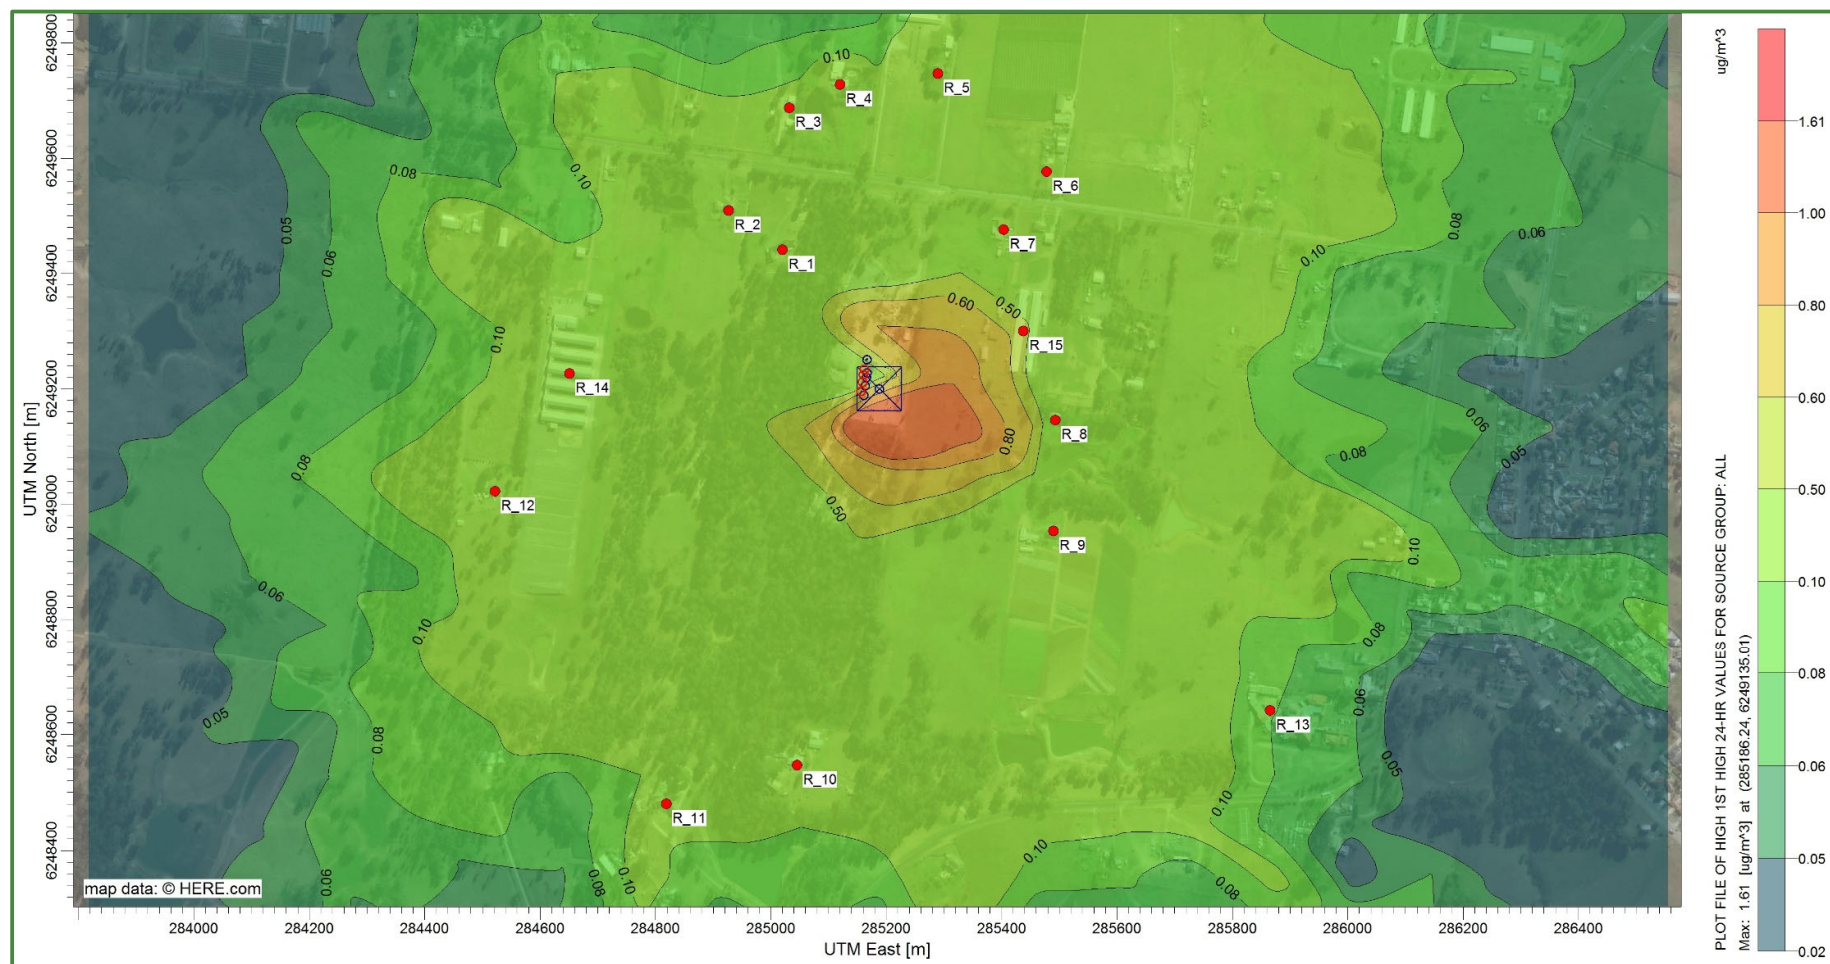 0.10
R_5
R_4
R_3
0.08
0.10
R_6
R_2
0.05
0.08
0.06
R_7
0.06
R_1
0.10
0.60
0.50
0.10
R_15
R_14
0.06
R_8
0.80
0.08
0.05
0.08
R_12
0.50
R_9
0.10
0.06
0.10
0.08
0.06
0.05
R_13
0.08
0.05
R_10
0.10
R_11
0.10
map data: © HERE.com
0.06
0.08
0.10
0.08
6249800
6249600
6249400
6249200
6249000
6248800
6248600
6248400
UTM North [m]
284000 284200 284400 284600 284800 285000 285200 285400 285600 285800 286000 286200 286400
UTM East [m]
ug/m^3
1.61
1.00
0.80
0.60
0.50
0.10
0.08
0.06
0.05
0.02
PLOT FILE OF HIGH 1ST HIGH 24-HR VALUES FOR SOURCE GROUP: ALL
Max: 1.61 [ug/m^3] at (285186.24, 6249135.01)